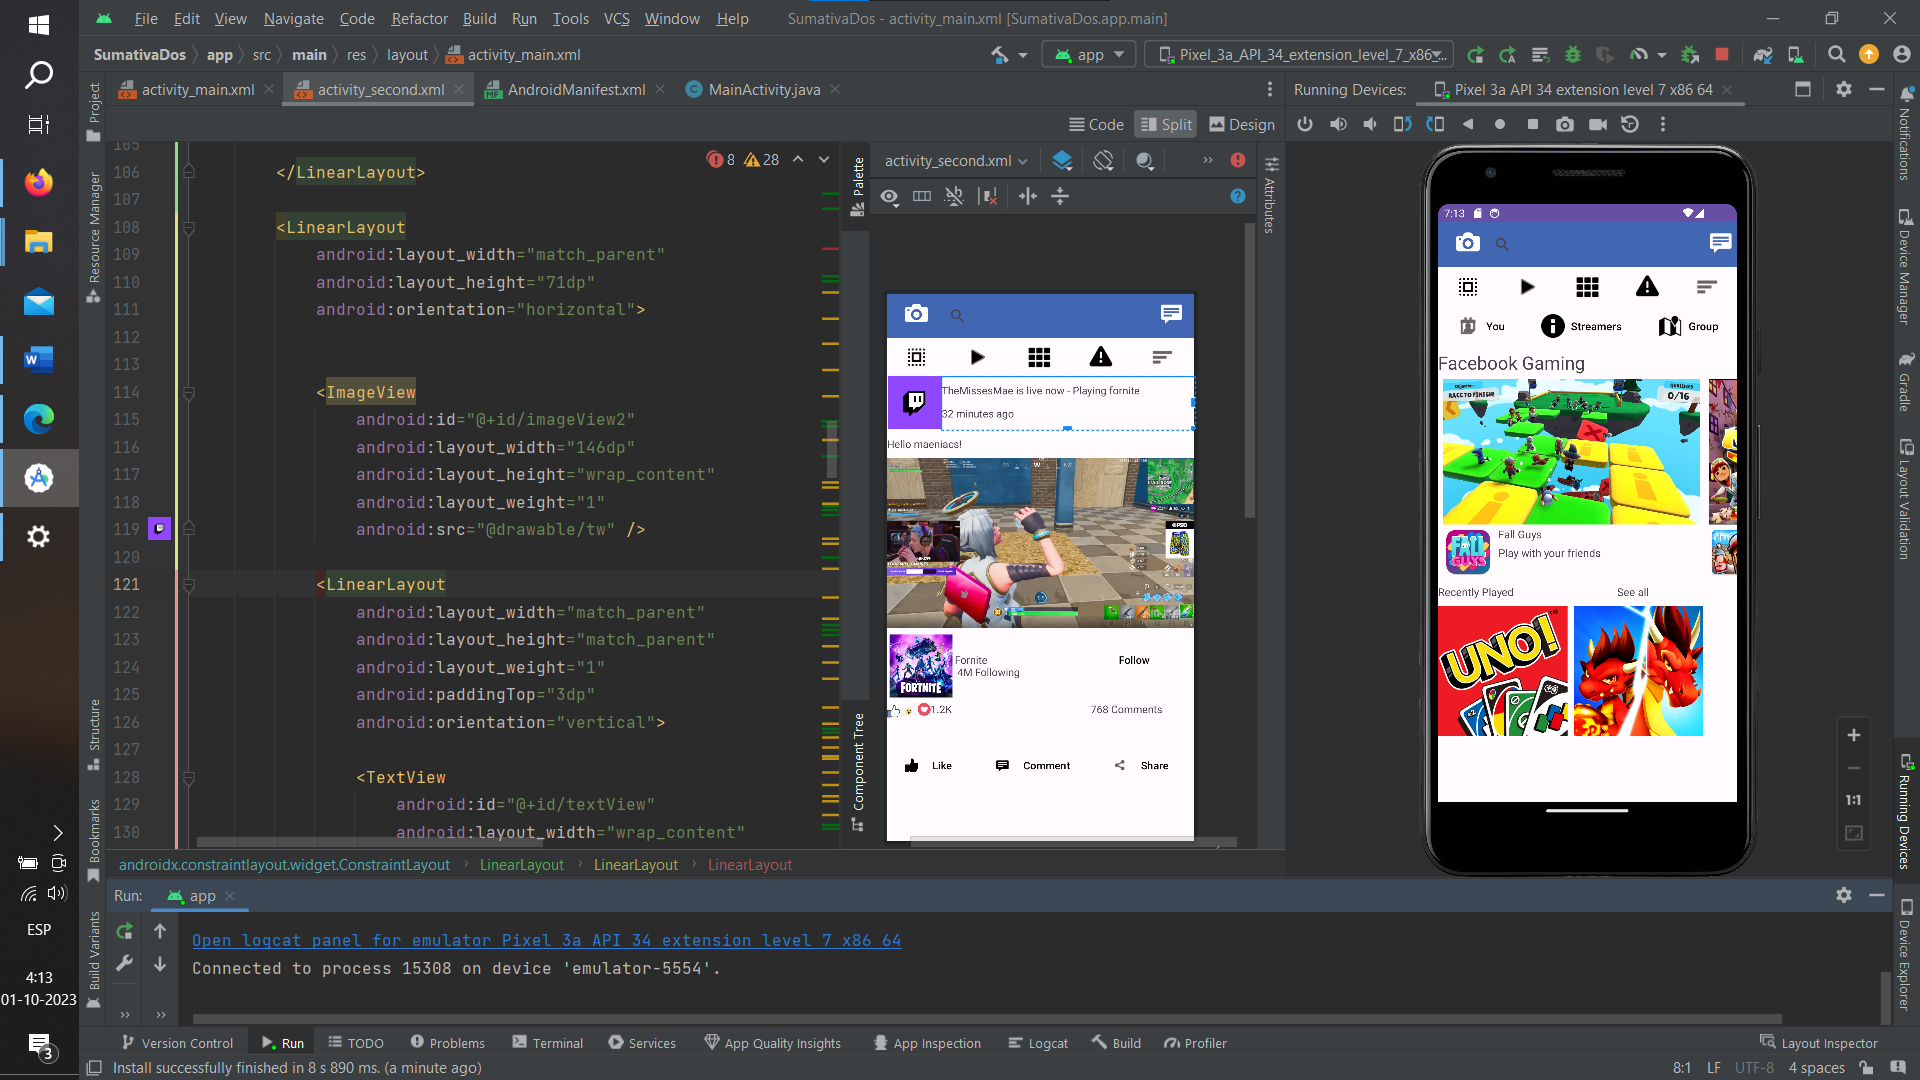 File Edit View Navigate Code Refactor Build Run Tools VCS Window Help SumativaDos - activity_main.xml [SumativaDos.app.main]
SumativaDos app src main res layout activity_main.xml
app Pixel_3a_API_34_extension_level_7_x86
activity_main.xml activity_second.xml AndroidManifest.xml MainActivity.java
Running Devices: Pixel 3a API 34 extension level 7 x86 64
Code Split Design
Project
Resource Manager
Structure
Bookmarks
Build Variants
8 28
105
106 </LinearLayout>
107
108 <LinearLayout
109 android:layout_width="match_parent"
110 android:layout_height="71dp"
111 android:orientation="horizontal">
112
113
114 <ImageView
115 android:id="@+id/imageView2"
116 android:layout_width="146dp"
117 android:layout_height="wrap_content"
118 android:layout_weight="1"
119 android:src="@drawable/tw" />
120
121 <LinearLayout
122 android:layout_width="match_parent"
123 android:layout_height="match_parent"
124 android:layout_weight="1"
125 android:paddingTop="3dp"
126 android:orientation="vertical">
127
128 <TextView
129 android:id="@+id/textView"
130 android:layout_width="wrap_content"
androidx.constraintlayout.widget.ConstraintLayout LinearLayout LinearLayout LinearLayout
Palette
Component Tree
activity_second.xml
Attributes
TheMissesMae is live now - Playing fornite
32 minutes ago
Hello maeniacs!
FORTNITE
Fornite
4M Following
Follow
1.2K
768 Comments
Like Comment Share
7:13
You Streamers Group
Facebook Gaming
RACE TO FINISH!
QUALIFIED
0/16
FALL GUYS
Fall Guys
Play with your friends
Recently Played See all
UNO!
1:1
Notifications
Device Manager
Gradle
Layout Validation
Running Devices
Device Explorer
Run: app
Open logcat panel for emulator Pixel 3a API 34 extension level 7 x86 64
Connected to process 15308 on device 'emulator-5554'.
Version Control Run TODO Problems Terminal Services App Quality Insights App Inspection Logcat Build Profiler Layout Inspector
Install successfully finished in 8 s 890 ms. (a minute ago)
8:1 LF UTF-8 4 spaces
ESP
4:13
01-10-2023
3